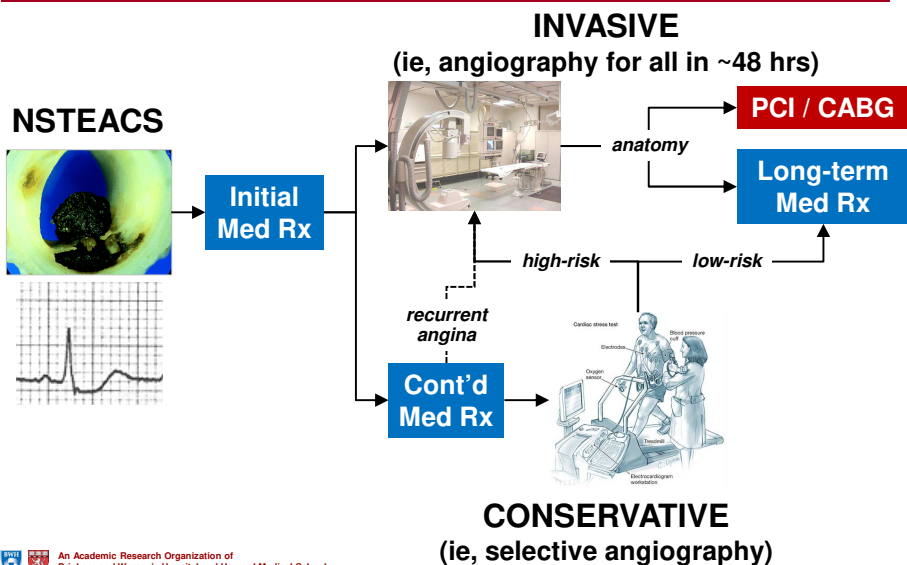 INVASIVE
(ie, angiography for all in ~48 hrs)
NSTEACS
Initial
Med Rx
anatomy
PCI / CABG
Long-term
Med Rx
high-risk
low-risk
recurrent
angina
Cont’d
Med Rx
Cardiac stress test
Blood pressure
cuff
Electrodes
Oxygen
sensor
Treadmill
Electrocardiogram
workstation
CONSERVATIVE
(ie, selective angiography)
BWH
An Academic Research Organization of